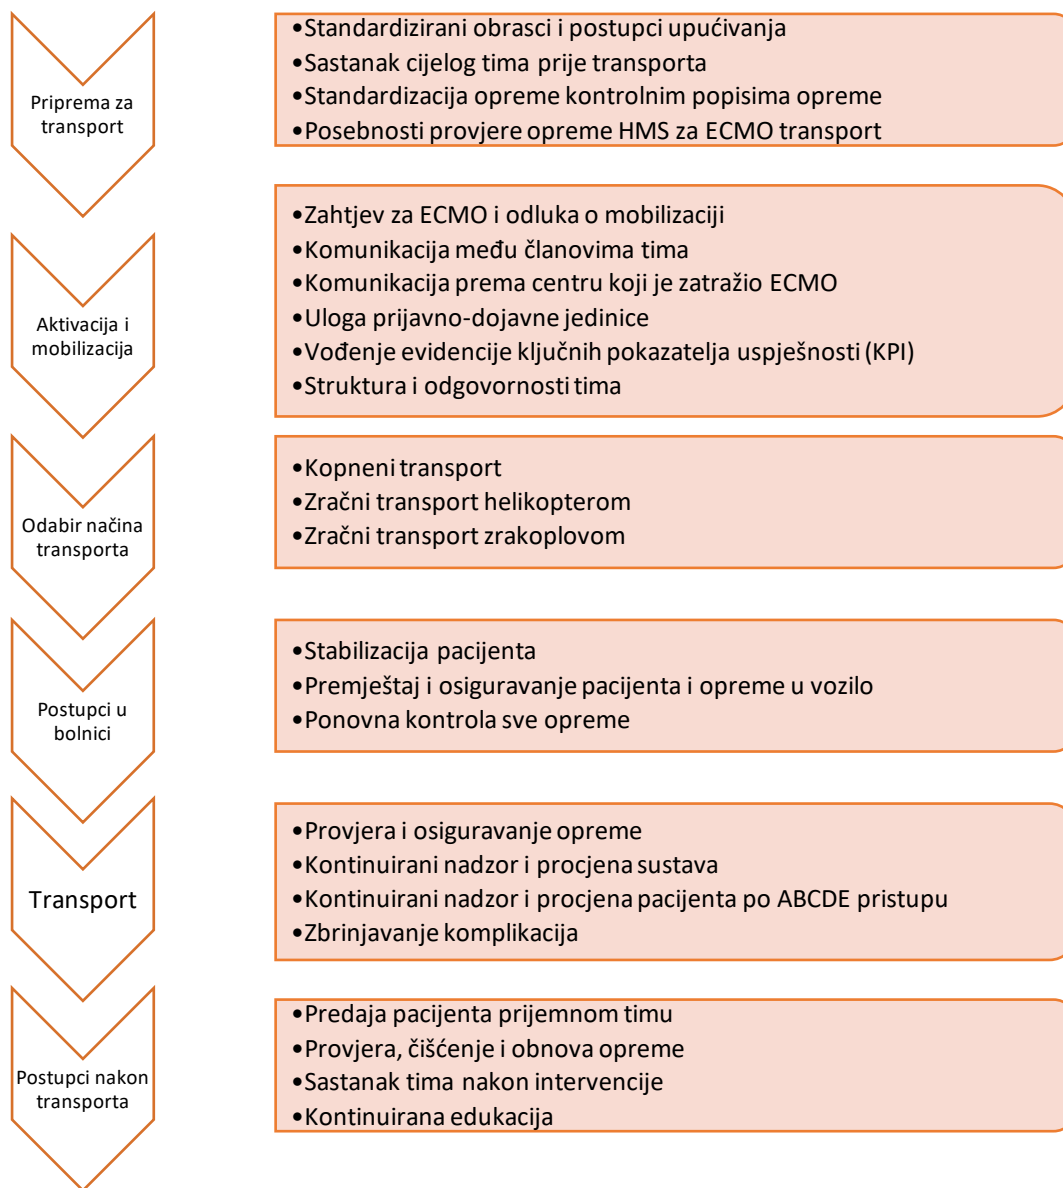 Priprema za
transport
•Standardizirani obrasci i postupci upućivanja
•Sastanak cijelog tima prije transporta
•Standardizacija opreme kontrolnim popisima opreme
•Posebnosti provjere opreme HMS za ECMO transport
Aktivacija i
mobilizacija
•Zahtjev za ECMO i odluka o mobilizaciji
•Komunikacija među članovima tima
•Komunikacija prema centru koji je zatražio ECMO
•Uloga prijavno-dojavne jedinice
•Vođenje evidencije ključnih pokazatelja uspješnosti (KPI)
•Struktura i odgovornosti tima
Odabir načina
transporta
•Kopneni transport
•Zračni transport helikopterom
•Zračni transport zrakoplovom
Postupci u
bolnici
•Stabilizacija pacijenta
•Premještaj i osiguravanje pacijenta i opreme u vozilo
•Ponovna kontrola sve opreme
Transport
•Provjera i osiguravanje opreme
•Kontinuirani nadzor i procjena sustava
•Kontinuirani nadzor i procjena pacijenta po ABCDE pristupu
•Zbrinjavanje komplikacija
Postupci nakon
transporta
•Predaja pacijenta prijemnom timu
•Provjera, čišćenje i obnova opreme
•Sastanak tima nakon intervencije
•Kontinuirana edukacija